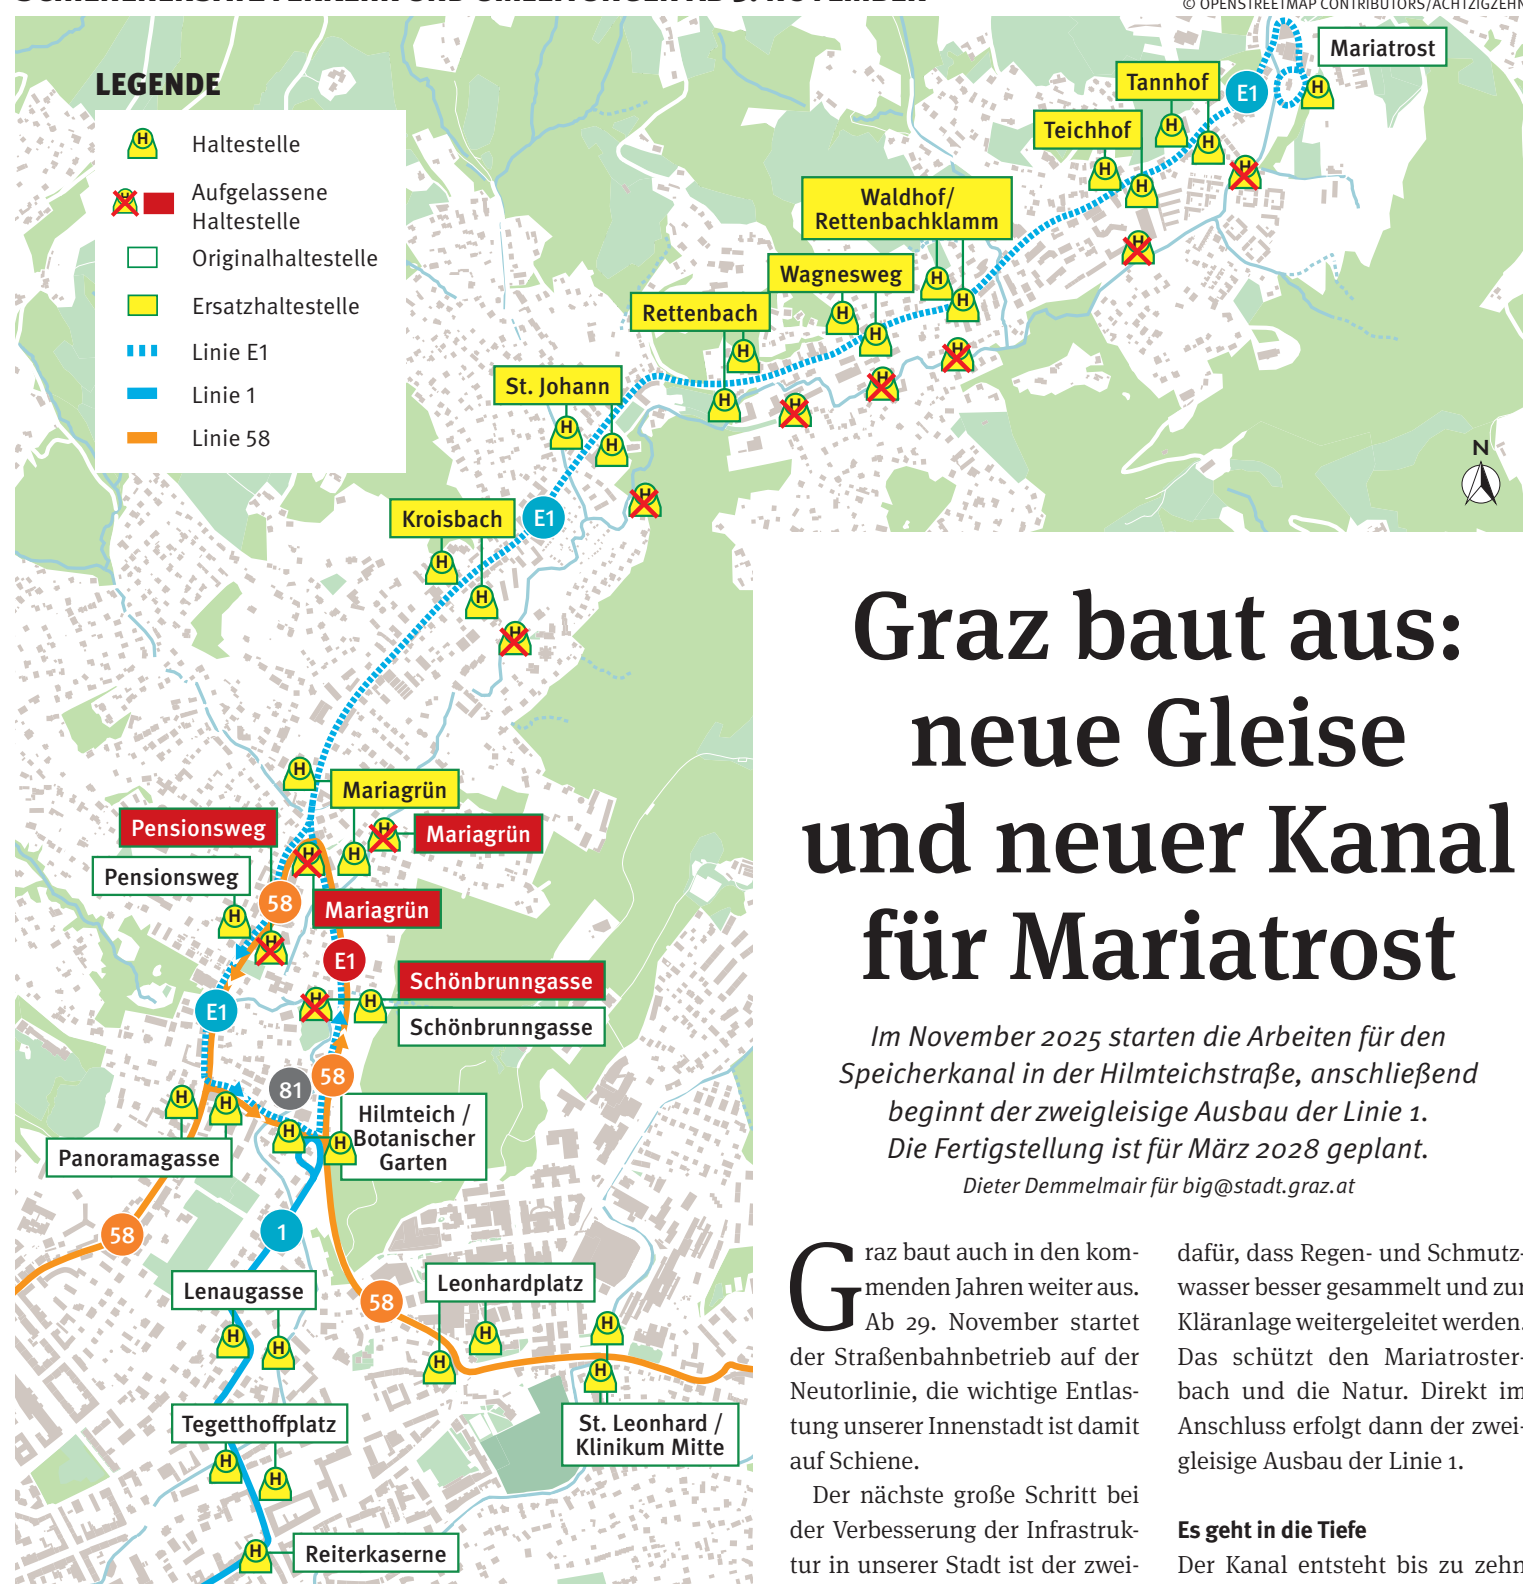 © OPENSTREETMAP CONTRIBUTORS/ACHTZIGZEHN
LEGENDE
Haltestelle
Aufgelassene
Haltestelle
Originalhaltestelle
Ersatzhaltestelle
Linie E1
Linie 1
Linie 58
Mariatrost
Tannhof
E1
Teichhof
Waldhof/
Rettenbachklamm
Wagnesweg
Rettenbach
St. Johann
Kroisbach
E1
N
Mariagrün
Pensionsweg
Mariagrün
Pensionsweg
58
Mariagrün
E1
Schönbrunngasse
E1
Schönbrunngasse
81
58
Hilmteich /
Botanischer
Garten
Panoramagasse
58
1
Lenaugasse
58
Leonhardplatz
Tegetthoffplatz
St. Leonhard /
Klinikum Mitte
Reiterkaserne
Graz baut aus:
neue Gleise
und neuer Kanal
für Mariatrost
Im November 2025 starten die Arbeiten für den
Speicherkanal in der Hilmteichstraße, anschließend
beginnt der zweigleisige Ausbau der Linie 1.
Die Fertigstellung ist für März 2028 geplant.
Dieter Demmelmair für big@stadt.graz.at
Graz baut auch in den kom-
menden Jahren weiter aus.
Ab 29. November startet
der Straßenbahnbetrieb auf der
Neutorlinie, die wichtige Entlas-
tung unserer Innenstadt ist damit
auf Schiene.
Der nächste große Schritt bei
der Verbesserung der Infrastruk-
tur in unserer Stadt ist der zwei-
dafür, dass Regen- und Schmutz-
wasser besser gesammelt und zur
Kläranlage weitergeleitet werden.
Das schützt den Mariatroster-
bach und die Natur. Direkt im
Anschluss erfolgt dann der zwei-
gleisige Ausbau der Linie 1.
Es geht in die Tiefe
Der Kanal entsteht bis zu zehn